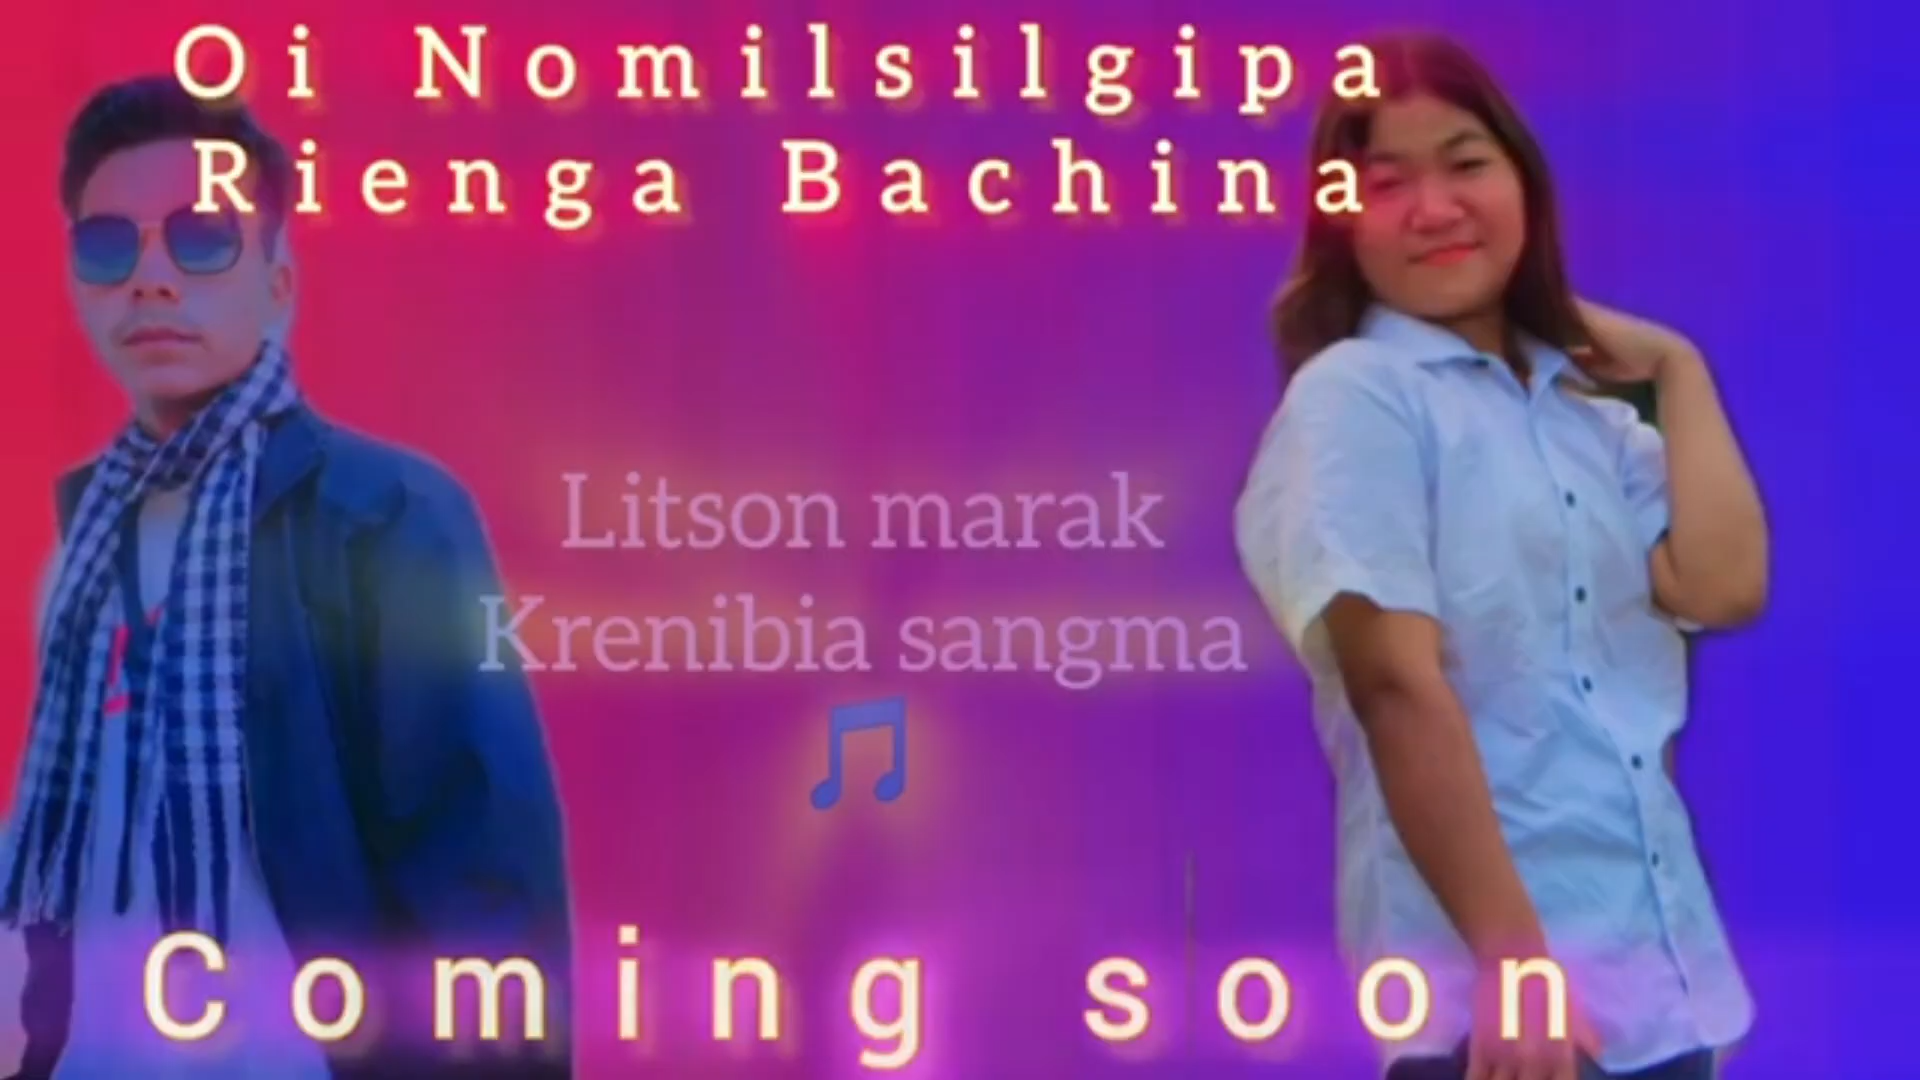 Oi Nomilsilgipa
Rienga Bachina
Litson marak
Krenibia sangma
Coming soon